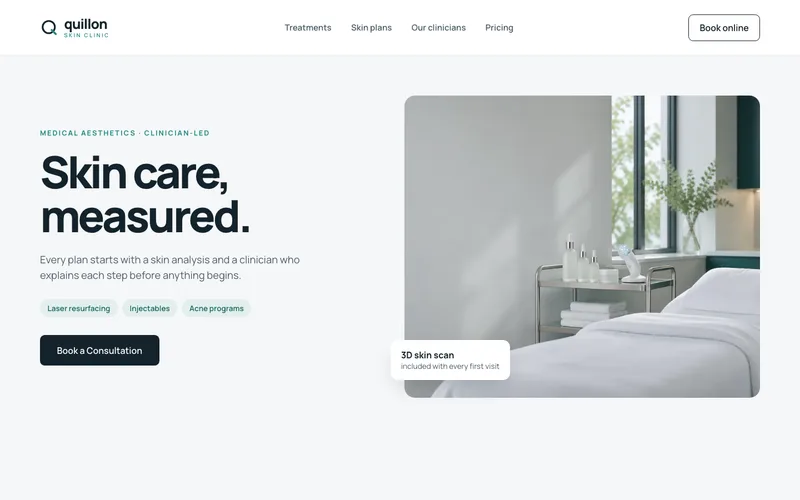 quillon
SKIN CLINIC
Treatments
Skin plans
Our clinicians
Pricing
Book online
MEDICAL AESTHETICS · CLINICIAN-LED
Skin care,
measured.
Every plan starts with a skin analysis and a clinician who
explains each step before anything begins.
Laser resurfacing
Injectables
Acne programs
Book a Consultation
3D skin scan
included with every first visit